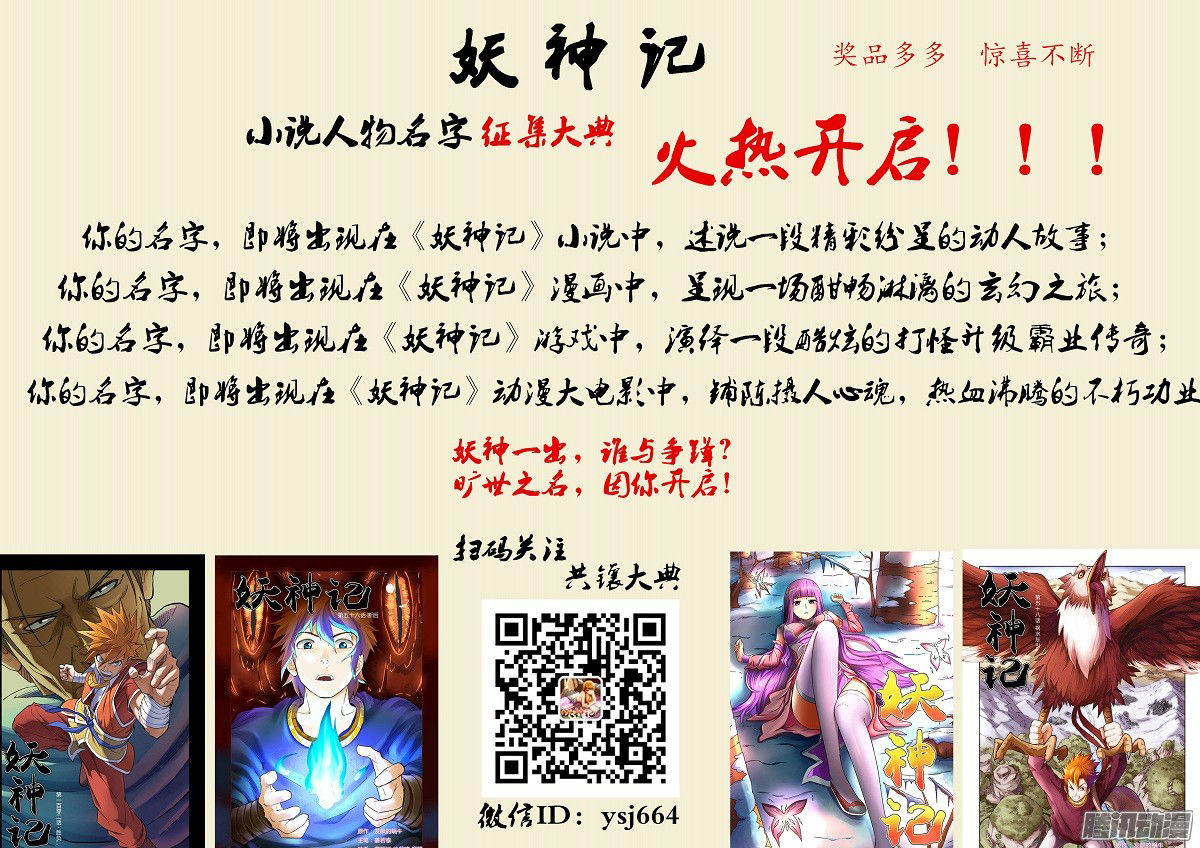 妖神记
奖品多多 惊喜不断
小说人物名字征集大典
火热开启！！！
你的名字，即将出现在《妖神记》小说中，述说一段精彩纷呈的动人故事；
你的名字，即将出现在《妖神记》漫画中，呈现一场酣畅淋漓的玄幻之旅；
你的名字，即将出现在《妖神记》游戏中，演绎一段酷炫的打怪升级霸业传奇；
你的名字，即将出现在《妖神记》动漫大电影中，铺陈摄人心魂，热血沸腾的不朽功业
妖神一出，谁与争锋？
旷世之名，因你开启！
扫码关注
共镶大典
微信ID：ysj664
妖神记
妖神记
第五十六话
妖神记
妖神记
腾讯动漫